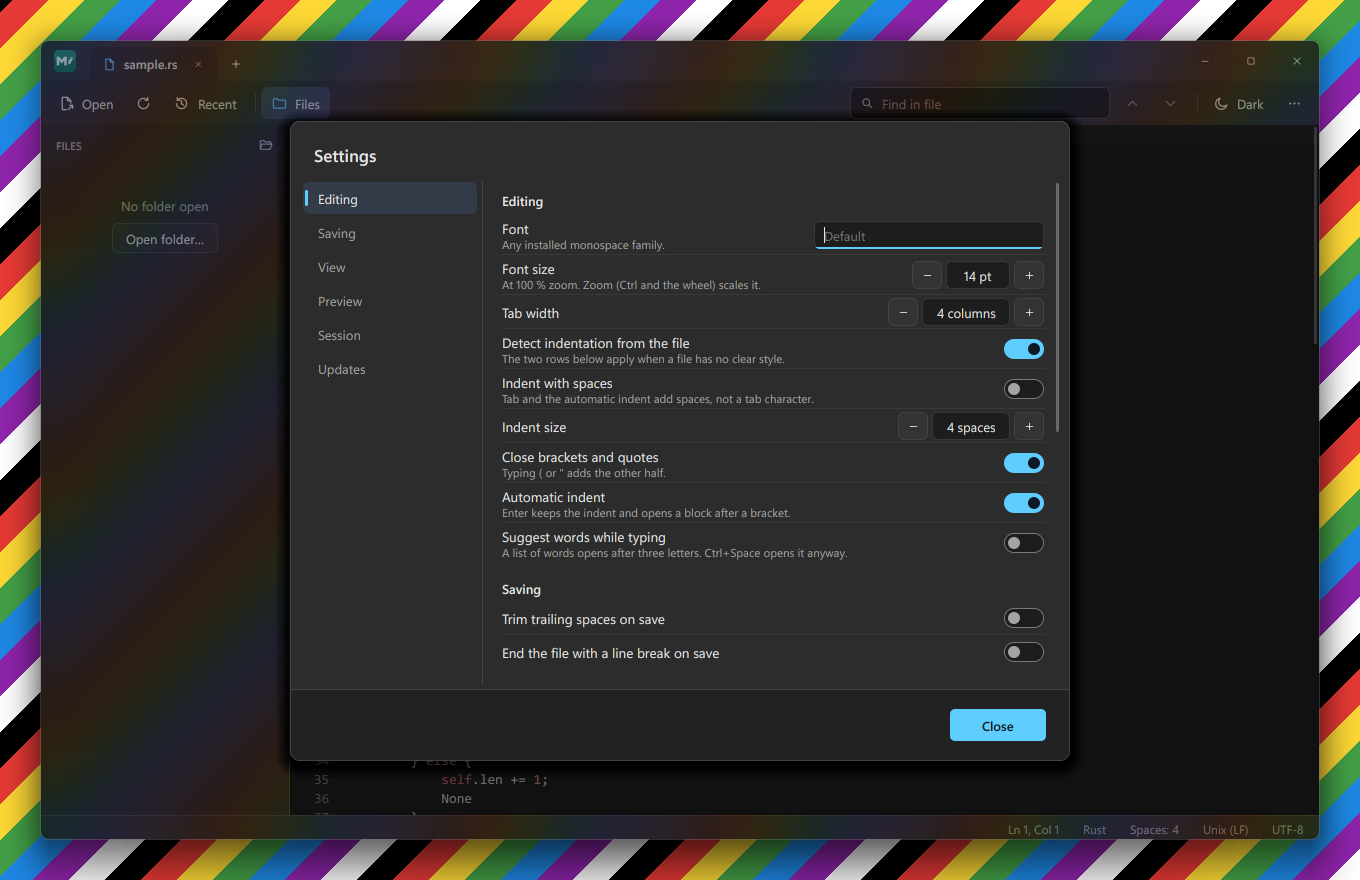 sample.rs
Open
Recent
Files
Find in file
Dark
FILES
No folder open
Open folder...
Settings
Editing
Saving
View
Preview
Session
Updates
Editing
Font
Any installed monospace family.
Default
Font size
At 100 % zoom. Zoom (Ctrl and the wheel) scales it.
14 pt
Tab width
4 columns
Detect indentation from the file
The two rows below apply when a file has no clear style.
Indent with spaces
Tab and the automatic indent add spaces, not a tab character.
Indent size
4 spaces
Close brackets and quotes
Typing ( or " adds the other half.
Automatic indent
Enter keeps the indent and opens a block after a bracket.
Suggest words while typing
A list of words opens after three letters. Ctrl+Space opens it anyway.
Saving
Trim trailing spaces on save
End the file with a line break on save
Close
34 } else {
35 self.len += 1;
36 None
Ln 1, Col 1
Rust
Spaces: 4
Unix (LF)
UTF-8